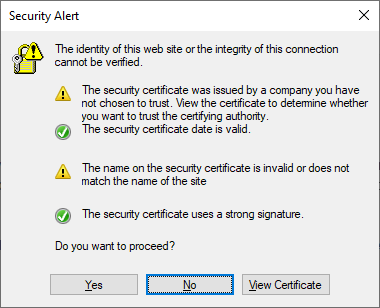 Security Alert
The identity of this web site or the integrity of this connection
cannot be verified.
The security certificate was issued by a company you have
not chosen to trust. View the certificate to determine whether
you want to trust the certifying authority.
The security certificate date is valid.
The name on the security certificate is invalid or does not
match the name of the site
The security certificate uses a strong signature.
Do you want to proceed?
Yes
No
View Certificate